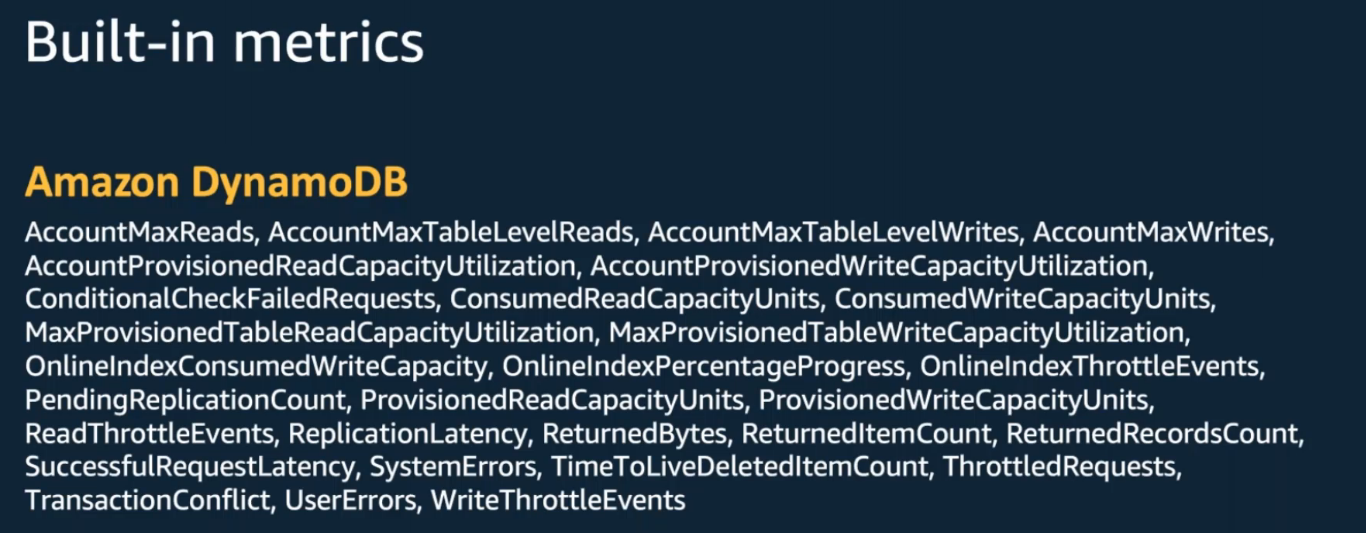 Built-in metrics
Amazon DynamoDB
AccountMaxReads, AccountMaxTableLevelReads, AccountMaxTableLevelWrites, AccountMaxWrites,
AccountProvisionedReadCapacityUtilization, AccountProvisionedWriteCapacityUtilization,
ConditionalCheckFailedRequests, ConsumedReadCapacityUnits, ConsumedWriteCapacityUnits,
MaxProvisionedTableReadCapacityUtilization, MaxProvisionedTableWriteCapacityUtilization,
OnlineIndexConsumedWriteCapacity, OnlineIndexPercentageProgress, OnlineIndexThrottleEvents,
PendingReplicationCount, ProvisionedReadCapacityUnits, ProvisionedWriteCapacityUnits,
ReadThrottleEvents, ReplicationLatency, ReturnedBytes, ReturnedItemCount, ReturnedRecordsCount,
SuccessfulRequestLatency, SystemErrors, TimeToLiveDeletedItemCount, ThrottledRequests,
TransactionConflict, UserErrors, WriteThrottleEvents